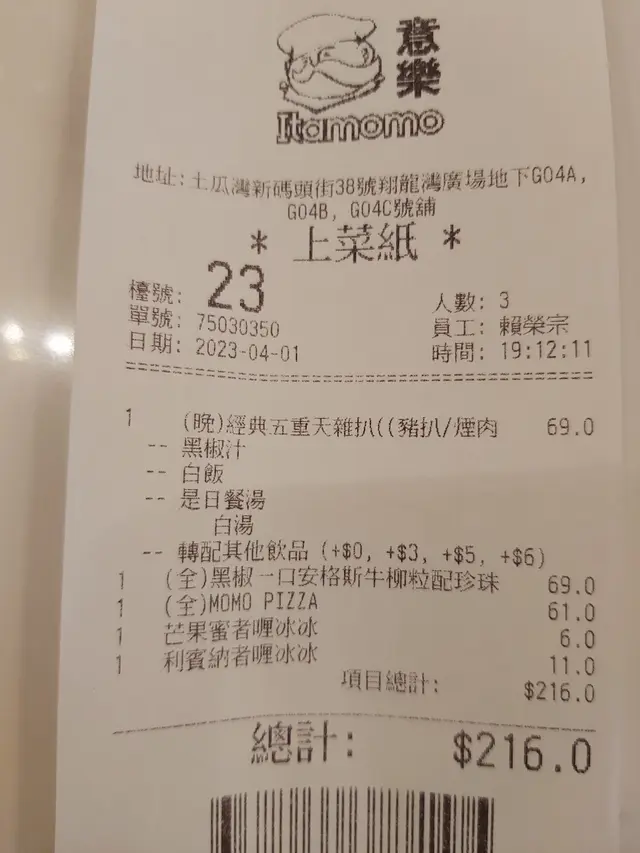 意樂
Itamomo
地址:土瓜灣新碼頭街38號翔龍灣廣場地下G04A,
G04B, G04C號舖
* 上菜紙 *
檯號: 23 人數: 3
單號: 75030350 員工: 賴榮宗
日期: 2023-04-01 時間: 19:12:11
1 (晚)經典五重天雜扒((豬扒/煙肉 69.0
-- 黑椒汁
-- 白飯
-- 是日餐湯
白湯
-- 轉配其他飲品 (+$0, +$3, +$5, +$6)
1 (全)黑椒一口安格斯牛柳粒配珍珠 69.0
1 (全)MOMO PIZZA 61.0
1 芒果蜜者喱冰冰 6.0
1 利賓納者喱冰冰 11.0
項目總計: $216.0
總計: $216.0